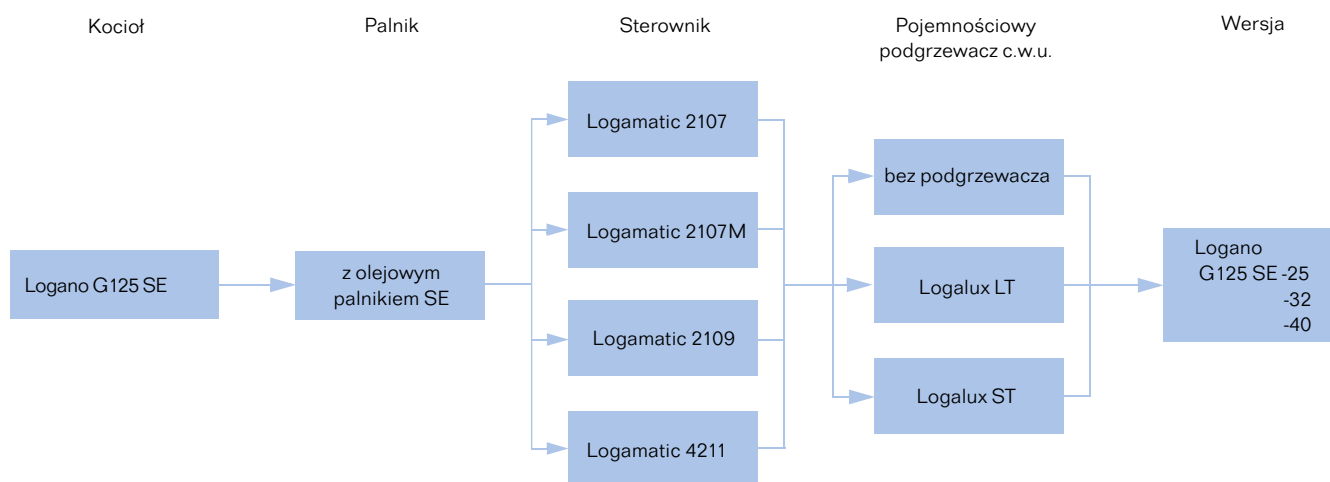 Kocioł
Palnik
Sterownik
Pojemnościowy
podgrzewacz c.w.u.
Wersja
Logano G125 SE
z olejowym
palnikiem SE
Logamatic 2107
Logamatic 2107M
Logamatic 2109
Logamatic 4211
bez podgrzewacza
Logalux LT
Logalux ST
Logano
G125 SE -25
-32
-40